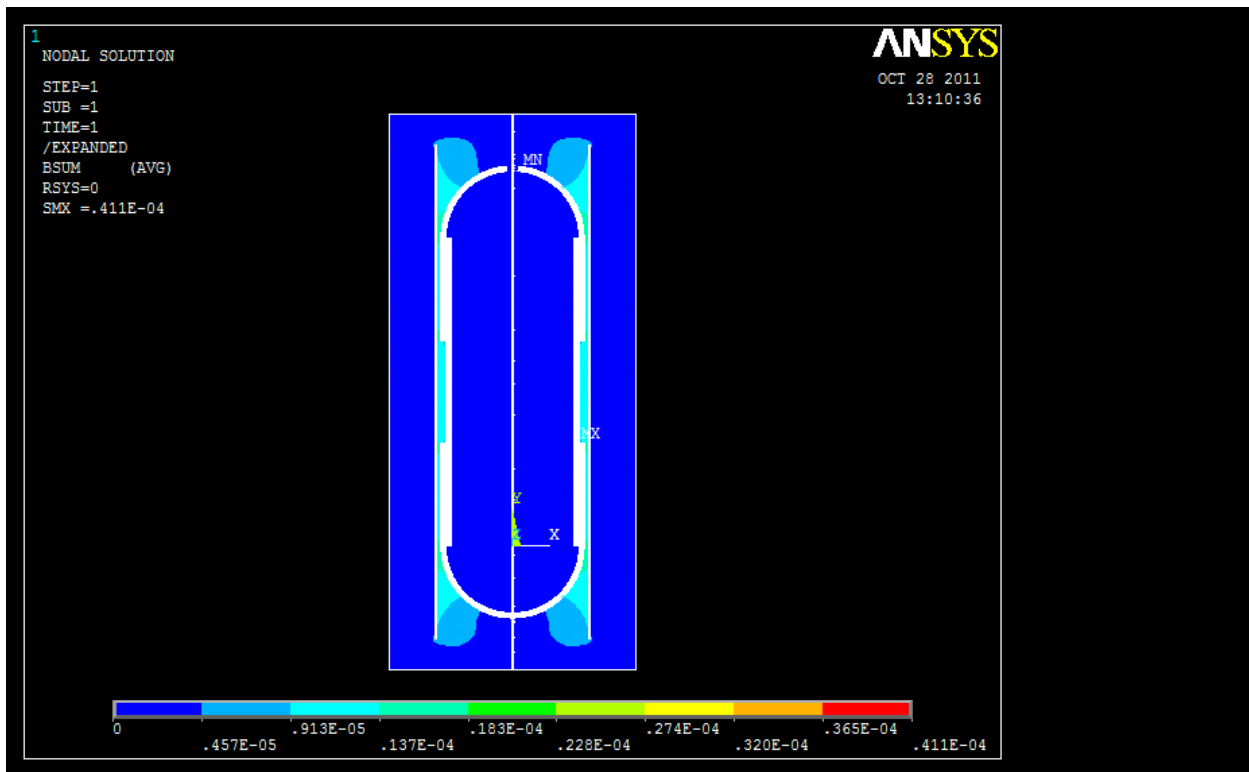 1
NODAL SOLUTION
STEP=1
SUB =1
TIME=1
/EXPANDED
BSUM (AVG)
RSYS=0
SMX =.411E-04
ANSYS
OCT 28 2011
13:10:36
MN
MX
Y
Z X
0 .913E-05 .183E-04 .274E-04 .365E-04
.457E-05 .137E-04 .228E-04 .320E-04 .411E-04